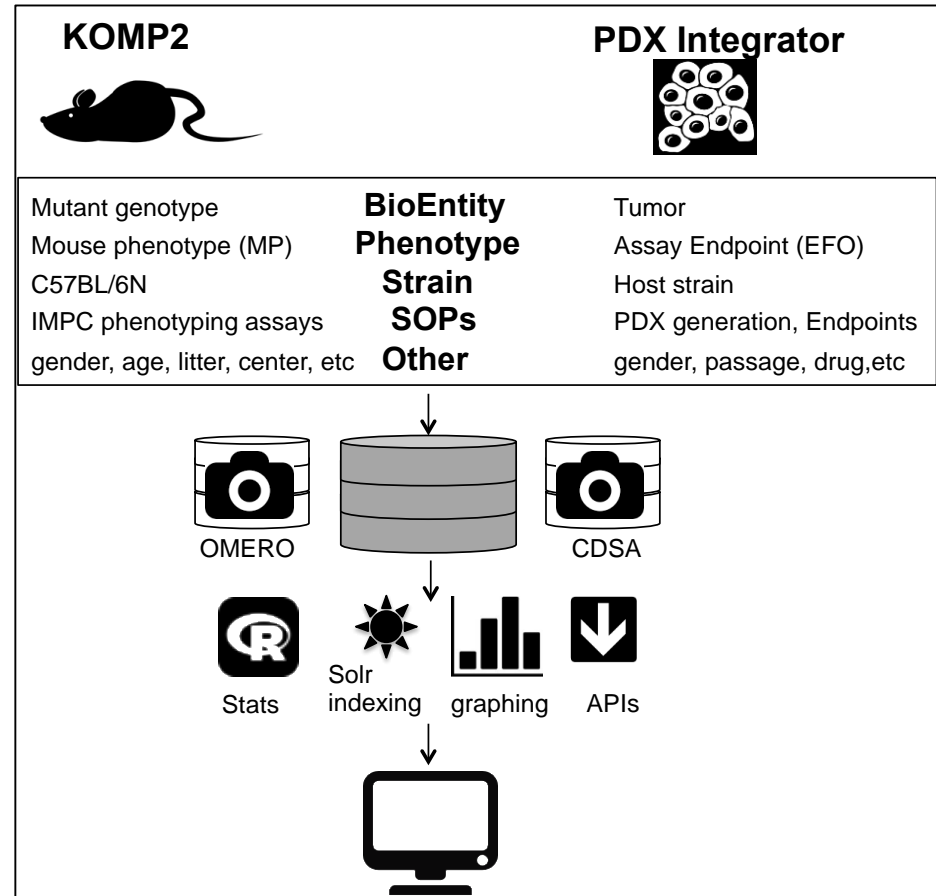 KOMP2 PDX Integrator
Mutant genotype BioEntity Tumor
Mouse phenotype (MP) Phenotype Assay Endpoint (EFO)
C57BL/6N Strain Host strain
IMPC phenotyping assays SOPs PDX generation, Endpoints
gender, age, litter, center, etc Other gender, passage, drug,etc
OMERO CDSA
R
Stats
Solr
indexing
graphing
APIs